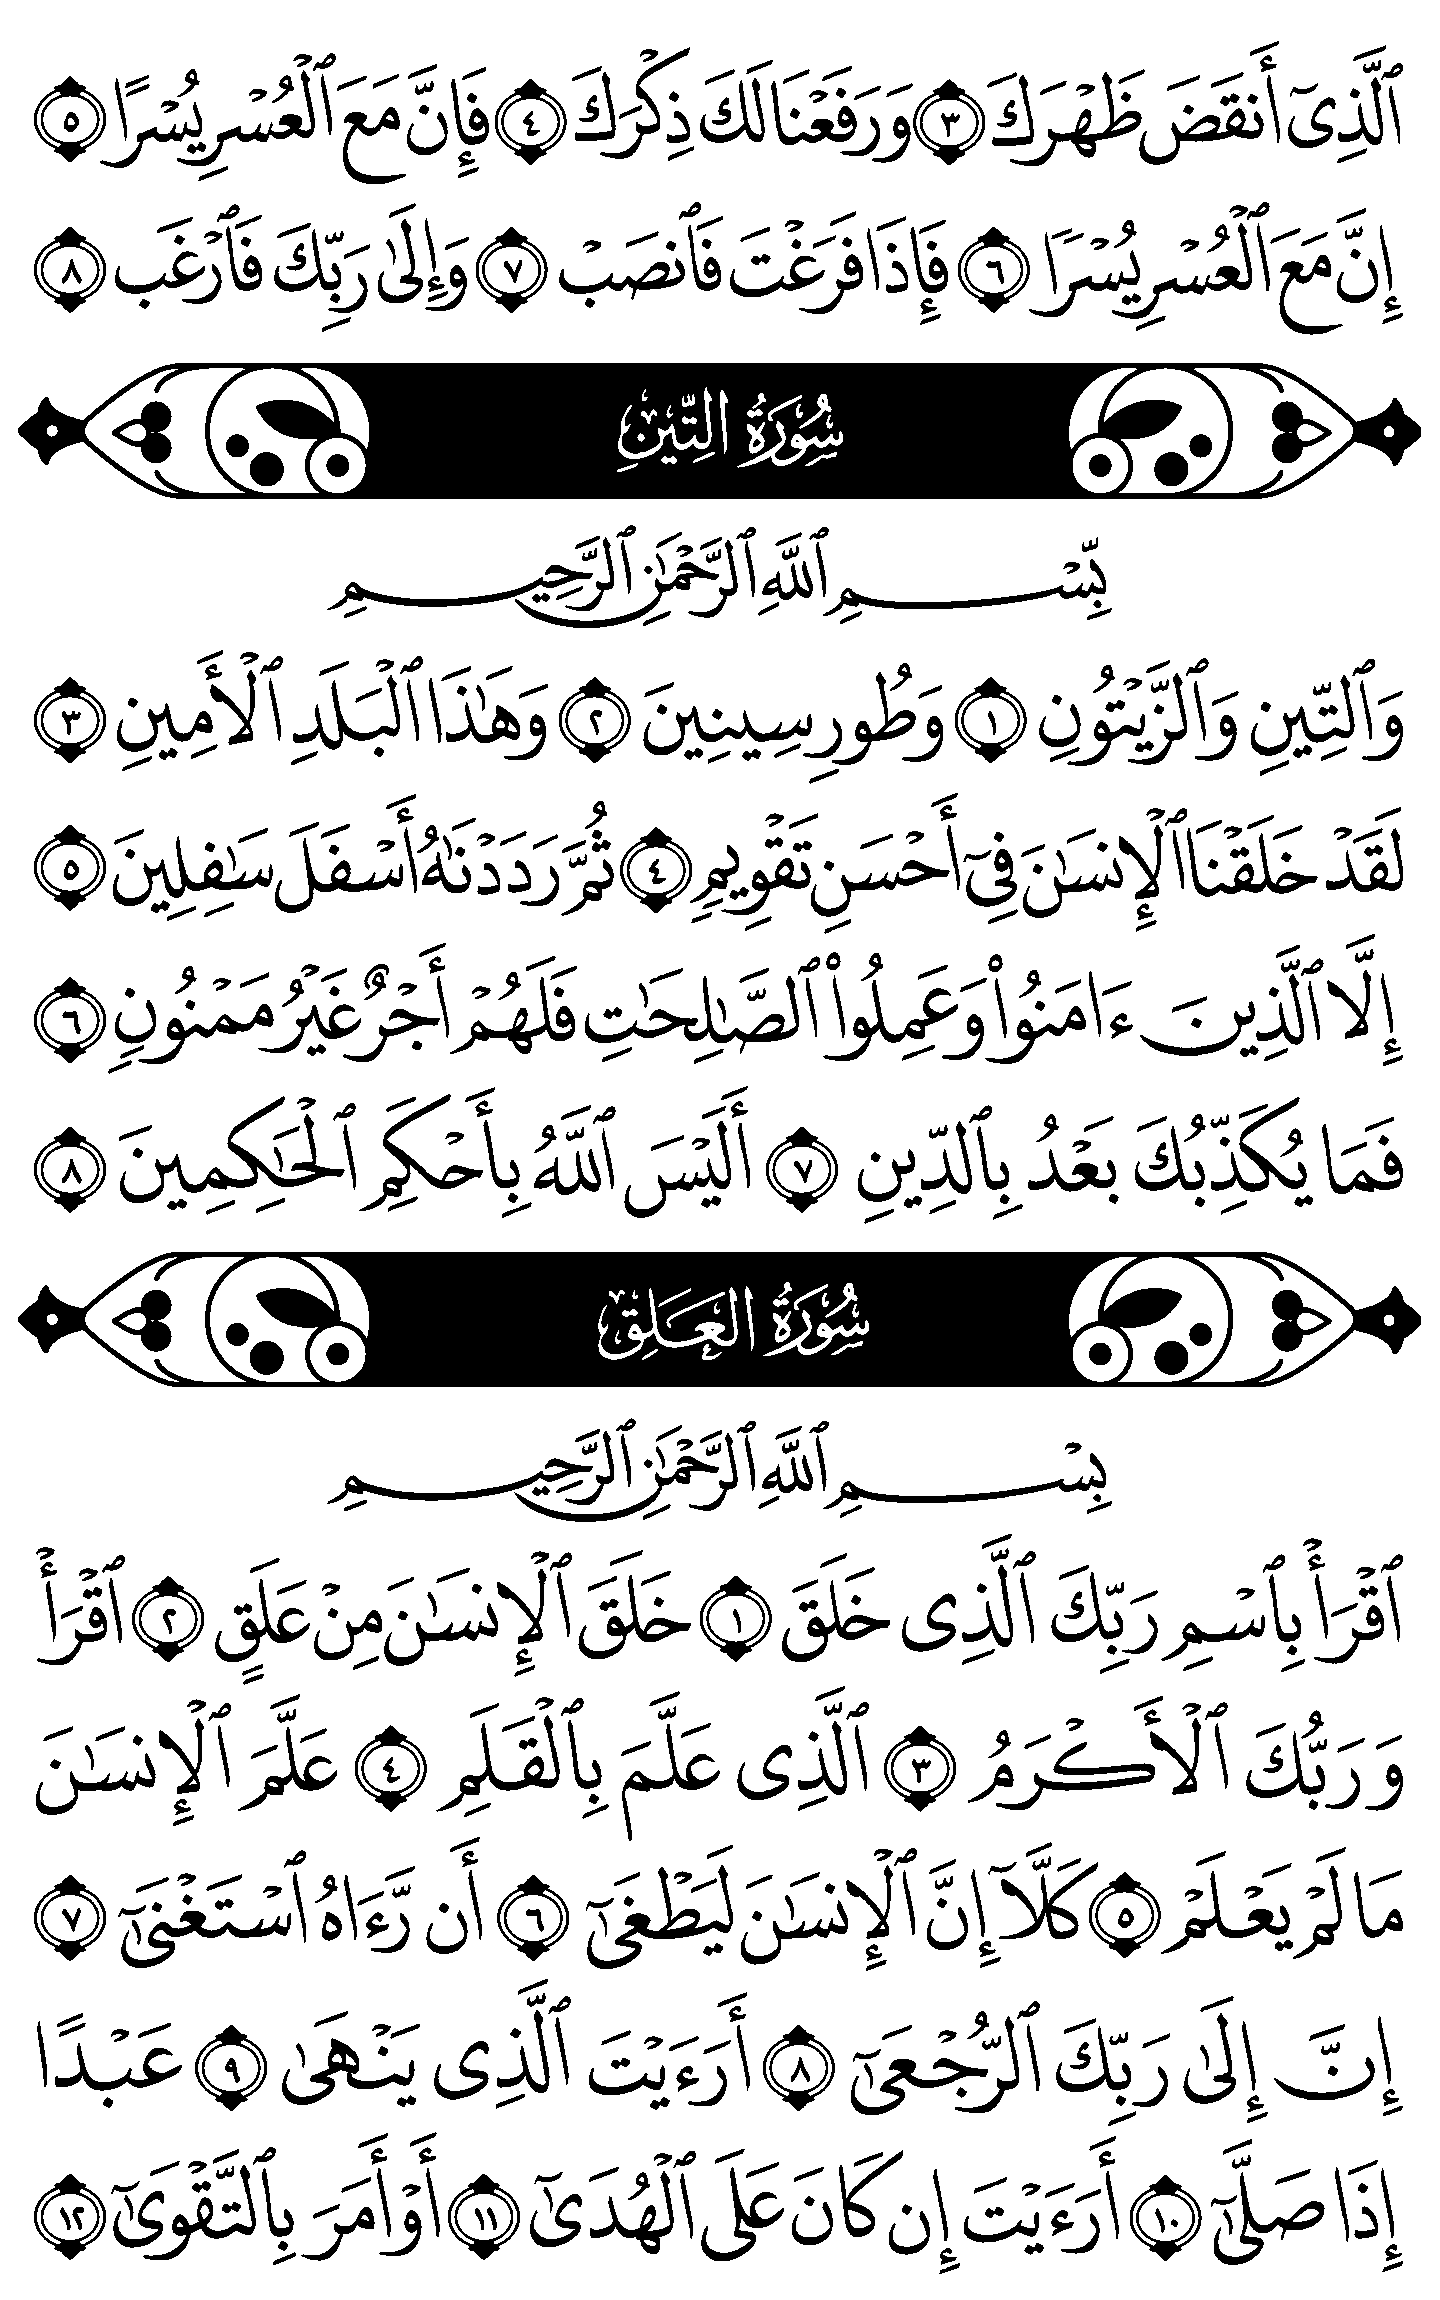 ٱلَّذِىٓ أَنقَضَ ظَهْرَكَ ٣ وَرَفَعْنَا لَكَ ذِكْرَكَ ٤ فَإِنَّ مَعَ ٱلْعُسْرِ يُسْرًا ٥
إِنَّ مَعَ ٱلْعُسْرِ يُسْرًا ٦ فَإِذَا فَرَغْتَ فَٱنصَبْ ٧ وَإِلَىٰ رَبِّكَ فَٱرْغَب ٨
سُورَةُ التِّينِ
بِّسْمِ ٱللَّهِ ٱلرَّحْمَٰنِ ٱلرَّحِيمِ
وَٱلتِّينِ وَٱلزَّيْتُونِ ١ وَطُورِ سِينِينَ ٢ وَهَٰذَا ٱلْبَلَدِ ٱلْأَمِينِ ٣
لَقَدْ خَلَقْنَا ٱلْإِنسَٰنَ فِىٓ أَحْسَنِ تَقْوِيمٍ ٤ ثُمَّ رَدَدْنَٰهُ أَسْفَلَ سَٰفِلِينَ ٥
إِلَّا ٱلَّذِينَ ءَامَنُوا۟ وَعَمِلُوا۟ ٱلصَّٰلِحَٰتِ فَلَهُمْ أَجْرٌ غَيْرُ مَمْنُونٍ ٦
فَمَا يُكَذِّبُكَ بَعْدُ بِٱلدِّينِ ٧ أَلَيْسَ ٱللَّهُ بِأَحْكَمِ ٱلْحَٰكِمِينَ ٨
سُورَةُ العَلَقِ
بِسْمِ ٱللَّهِ ٱلرَّحْمَٰنِ ٱلرَّحِيمِ
ٱقْرَأْ بِٱسْمِ رَبِّكَ ٱلَّذِى خَلَقَ ١ خَلَقَ ٱلْإِنسَٰنَ مِنْ عَلَقٍ ٢ ٱقْرَأْ
وَرَبُّكَ ٱلْأَكْرَمُ ٣ ٱلَّذِى عَلَّمَ بِٱلْقَلَمِ ٤ عَلَّمَ ٱلْإِنسَٰنَ
مَا لَمْ يَعْلَمْ ٥ كَلَّآ إِنَّ ٱلْإِنسَٰنَ لَيَطْغَىٰٓ ٦ أَن رَّءَاهُ ٱسْتَغْنَىٰٓ ٧
إِنَّ إِلَىٰ رَبِّكَ ٱلرُّجْعَىٰٓ ٨ أَرَءَيْتَ ٱلَّذِى يَنْهَىٰ ٩ عَبْدًا
إِذَا صَلَّىٰٓ ١٠ أَرَءَيْتَ إِن كَانَ عَلَى ٱلْهُدَىٰٓ ١١ أَوْ أَمَرَ بِٱلتَّقْوَىٰٓ ١٢